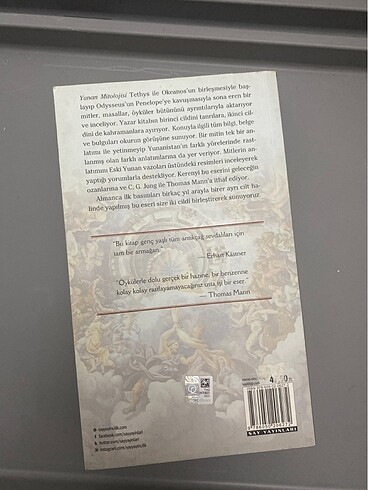 Yunan Mitolojisi Tethys ile Okeanos'un birleşmesiyle baş-
layıp Odysseus'un Penelope'ye kavuşmasıyla sona eren bir
mitler, masallar, öyküler bütününü ayrıntılarıyla aktarıyor
ve inceliyor. Yazar kitabın birinci cildini tanrılara, ikinci cil-
dini de kahramanlara ayırıyor. Konuyla ilgili tüm bilgi, belge
ve bulguları okurun görüşüne sunuyor. Bir mitin tek bir an-
latımı ile yetinmeyip Yunanistan'ın farklı yörelerinde rast-
lanmış olan farklı anlatımlarına da yer veriyor. Mitlerin an-
latımını Eski Yunan vazoları üstündeki resimleri inceleyerek
yaptığı yorumlarla destekliyor. Kerenyi bu eserini geleceğin
ozanlarına ve C. G. Jung ile Thomas Mann'a ithaf ediyor.
Almanca ilk basımları birkaç yıl arayla birer ayrı cilt ha-
linde yapılmış bu eseri size iki cildi birleştirerek sunuyoruz.
"Bu kitap genç yaşlı tüm antikçağ sevdalıları için
tam bir armağan."
— Erhart Kästner
"Öykülerle dolu gerçek bir hazine, bir benzerine
kolay kolay rastlayamayacağınız usta işi bir eser."
— Thomas Mann
SAY YAYINLARI